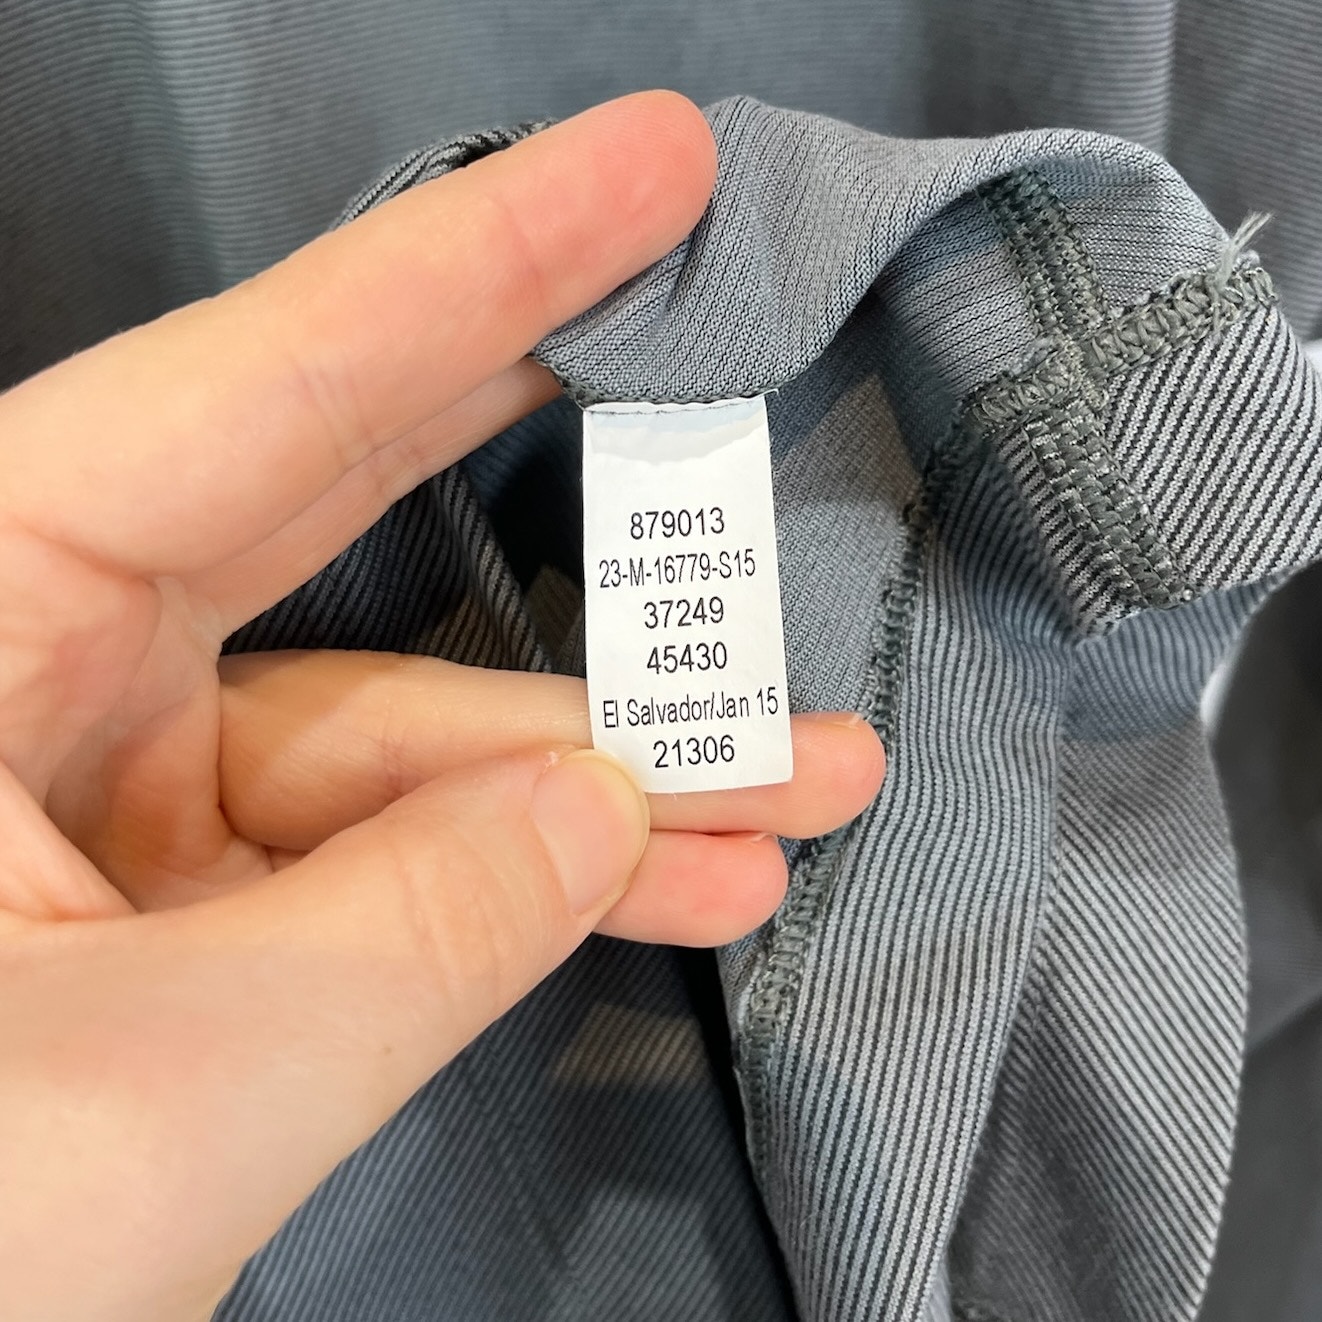 879013
23-M-16779-S15
37249
45430
El Salvador/Jan 15
21306